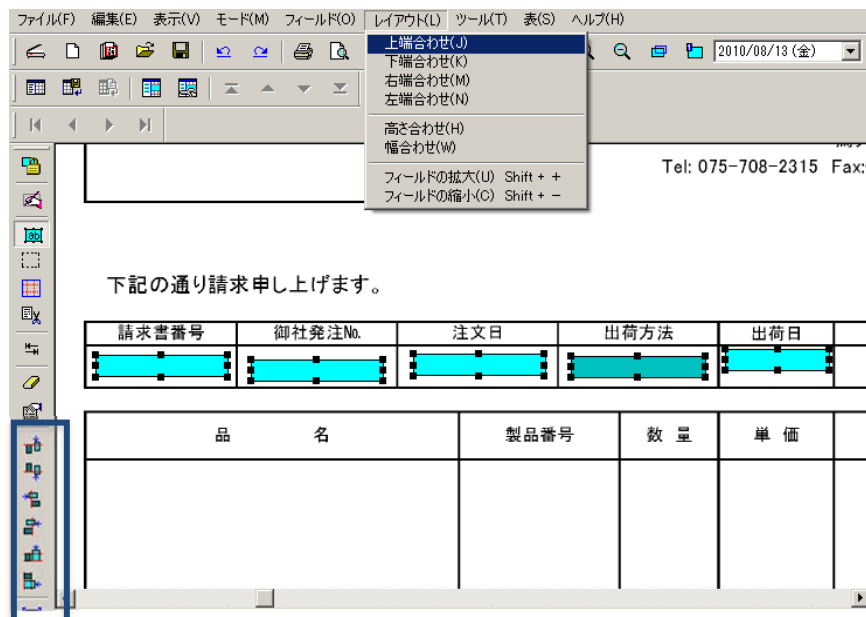 ファイル(F) 編集(E) 表示(V) モード(M) フィールド(O) レイアウト(L) ツール(T) 表(S) ヘルプ(H)
2010/08/13(金)
上端合わせ(J)
下端合わせ(K)
右端合わせ(M)
左端合わせ(N)
高さ合わせ(H)
幅合わせ(W)
フィールドの拡大(U) Shift + +
フィールドの縮小(C) Shift + −
Tel: 075-708-2315 Fax:
下記の通り請求申し上げます。
請求書番号 御社発注No. 注文日 出荷方法 出荷日
品 名 製品番号 数 量 単 価